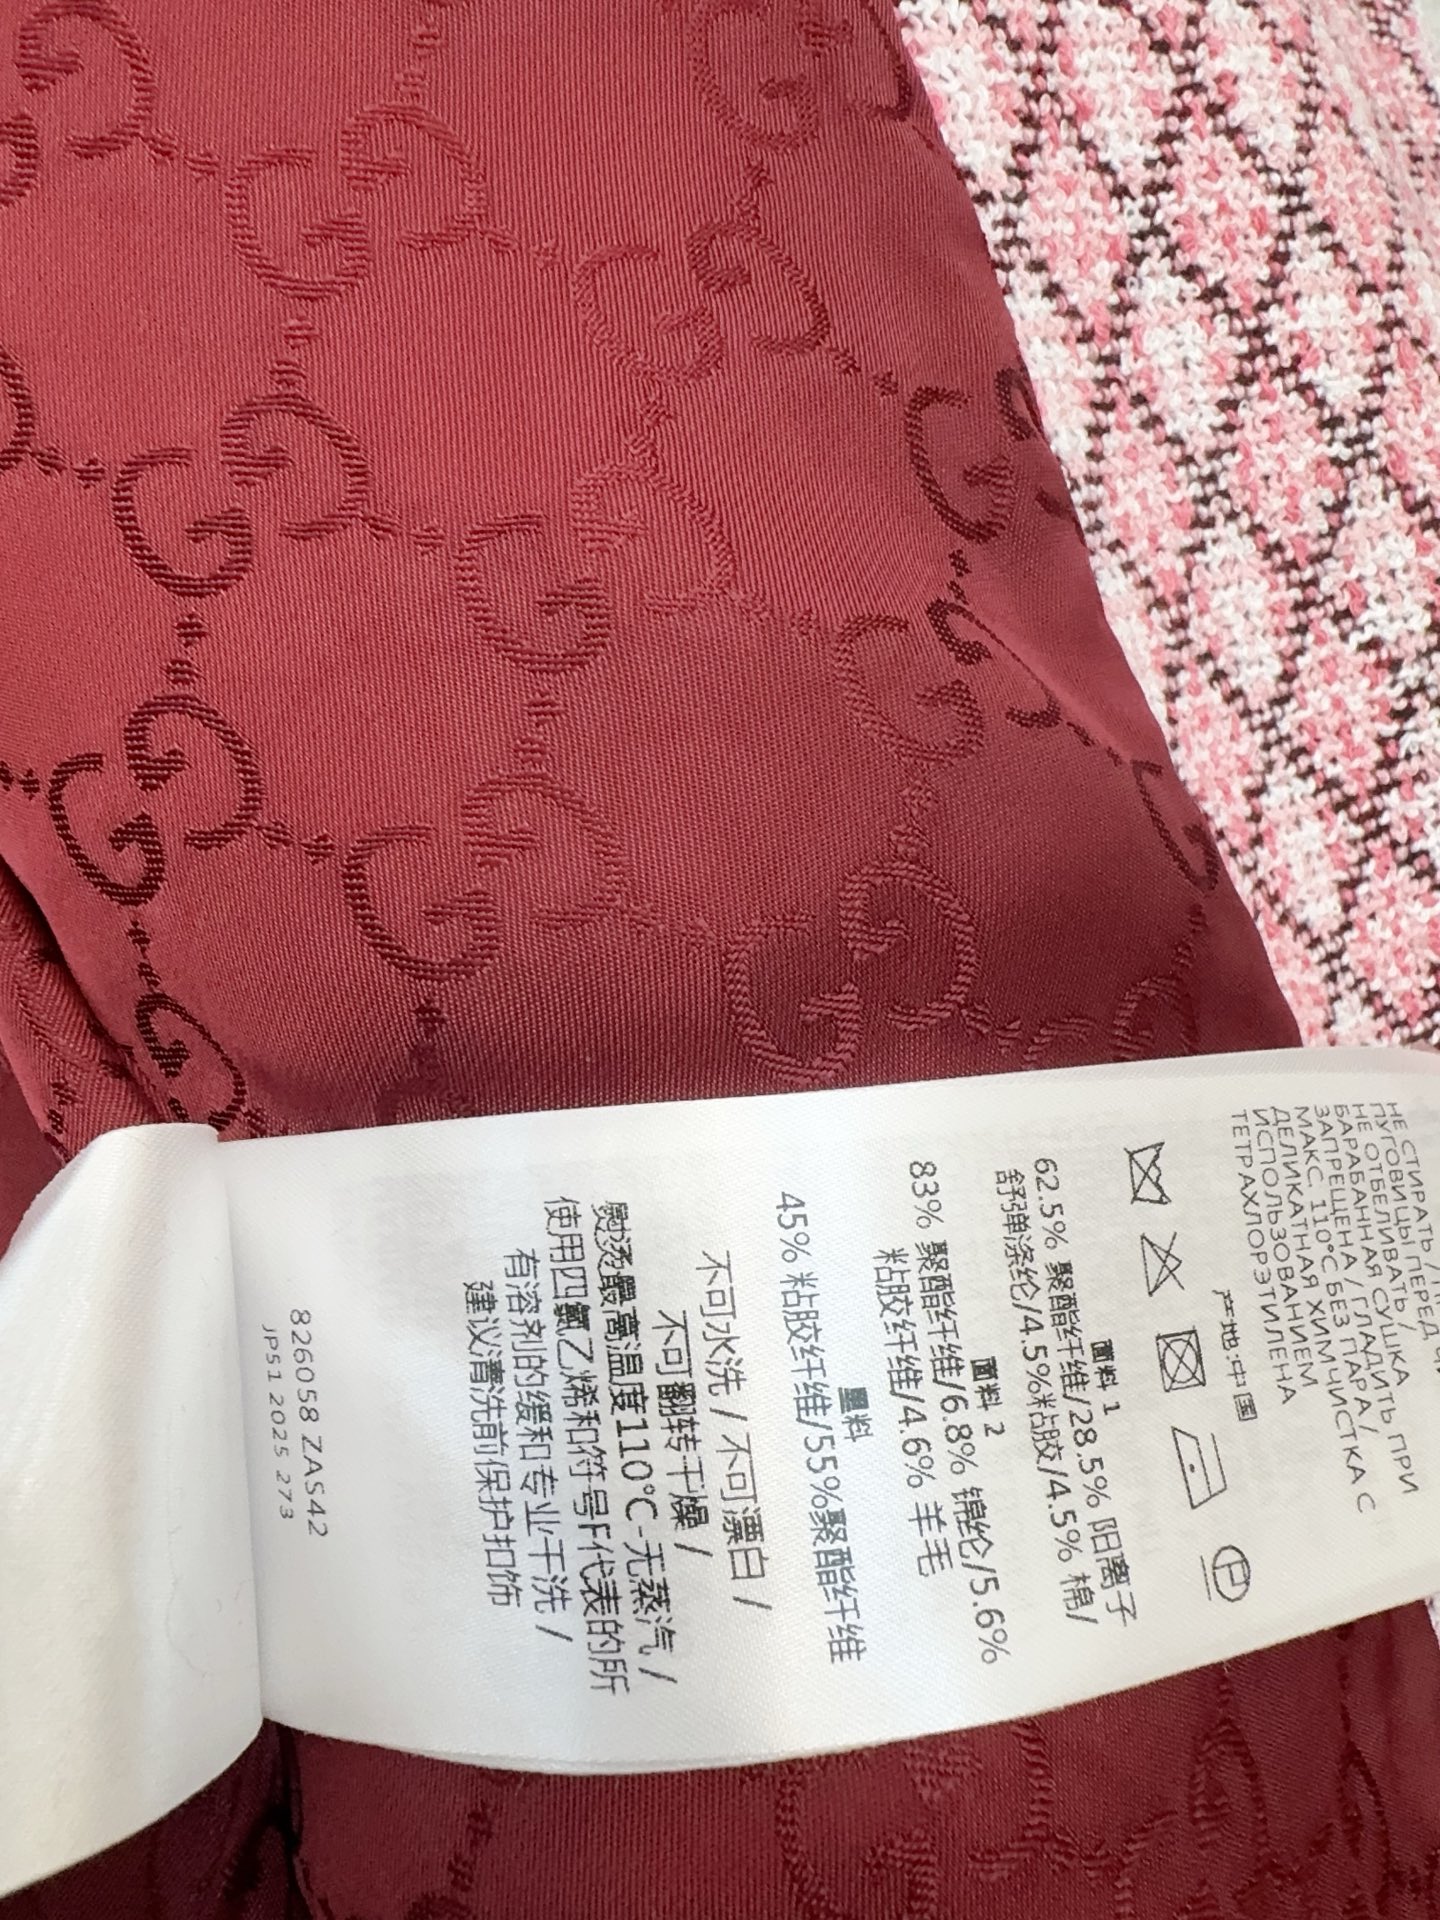 НЕ СТИРАТЬ /
ПУГОВИЦЫ ПЕРЕД
НЕ ОТБЕЛИВАТЬ /
БАРАБАННАЯ СУШКА
ЗАПРЕЩЕНА / ГЛАДИТЬ ПРИ
МАКС. 110°C БЕЗ ПАРА /
ДЕЛИКАТНАЯ ХИМЧИСТКА С
ИСПОЛЬЗОВАНИЕМ
ТЕТРАХЛОРЭТИЛЕНА
产地:中国
P
面料 1
62.5% 聚酯纤维/28.5% 阳离子
舒弹涤纶/4.5%粘胶/4.5% 棉/
面料 2
83% 聚酯纤维/6.8% 锦纶/5.6%
粘胶纤维/4.6% 羊毛
里料
45% 粘胶纤维/55%聚酯纤维
不可水洗 / 不可漂白 /
不可翻转干燥 /
熨烫最高温度110°C-无蒸汽 /
使用四氯乙烯和符号F代表的所
有溶剂的缓和专业干洗 /
建议清洗前保护扣饰
826058 ZAS42
JP51 2025 273